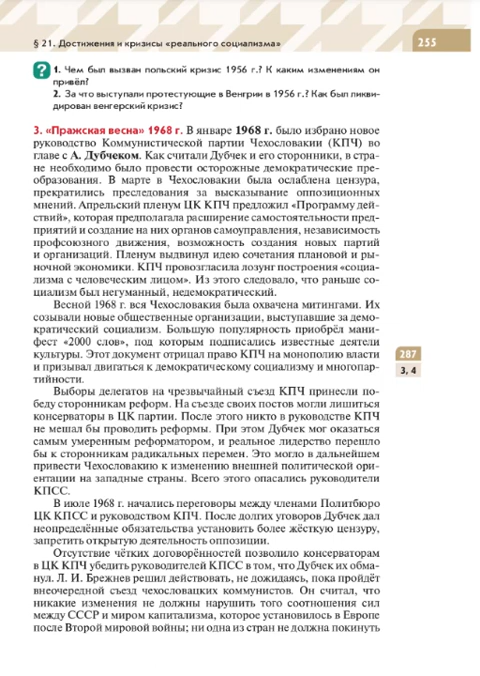 § 21. Достижения и кризисы «реального социализма»
255
? 1. Чем был вызван польский кризис 1956 г.? К каким изменениям он
привёл?
2. За что выступали протестующие в Венгрии в 1956 г.? Как был ликви-
дирован венгерский кризис?
3. «Пражская весна» 1968 г. В январе 1968 г. было избрано новое
руководство Коммунистической партии Чехословакии (КПЧ) во
главе с А. Дубчеком. Как считали Дубчек и его сторонники, в стра-
не необходимо было провести осторожные демократические пре-
образования. В марте в Чехословакии была ослаблена цензура,
прекратились преследования за высказывание оппозиционных
мнений. Апрельский пленум ЦК КПЧ предложил «Программу дей-
ствий», которая предполагала расширение самостоятельности пред-
приятий и создание на них органов самоуправления, независимость
профсоюзного движения, возможность создания новых партий
и организаций. Пленум выдвинул идею сочетания плановой и ры-
ночной экономики. КПЧ провозгласила лозунг построения «социа-
лизма с человеческим лицом». Из этого следовало, что раньше со-
циализм был негуманный, недемократический.
Весной 1968 г. вся Чехословакия была охвачена митингами. Их
созывали новые общественные организации, выступавшие за демо-
кратический социализм. Большую популярность приобрёл мани-
фест «2000 слов», под которым подписались известные деятели
культуры. Этот документ отрицал право КПЧ на монополию власти
и призывал двигаться к демократическому социализму и многопар-
тийности.
287
3, 4
Выборы делегатов на чрезвычайный съезд КПЧ принесли по-
беду сторонникам реформ. На съезде своих постов могли лишиться
консерваторы в ЦК партии. После этого никто в руководстве КПЧ
не мешал бы проводить реформы. При этом Дубчек мог оказаться
самым умеренным реформатором, и реальное лидерство перешло
бы к сторонникам радикальных перемен. Это могло в дальнейшем
привести Чехословакию к изменению внешней политической ори-
ентации на западные страны. Всего этого опасались руководители
КПСС.
В июле 1968 г. начались переговоры между членами Политбюро
ЦК КПСС и руководством КПЧ. После долгих уговоров Дубчек дал
неопределённые обязательства установить более жёсткую цензуру,
запретить открытую деятельность оппозиции.
Отсутствие чётких договорённостей позволило консерваторам
в ЦК КПЧ убедить руководителей КПСС в том, что Дубчек их обма-
нул. Л. И. Брежнев решил действовать, не дожидаясь, пока пройдёт
внеочередной съезд чехословацких коммунистов. Он считал, что
никакие изменения не должны нарушить того соотношения сил
между СССР и миром капитализма, которое установилось в Европе
после Второй мировой войны; ни одна из стран не должна покинуть